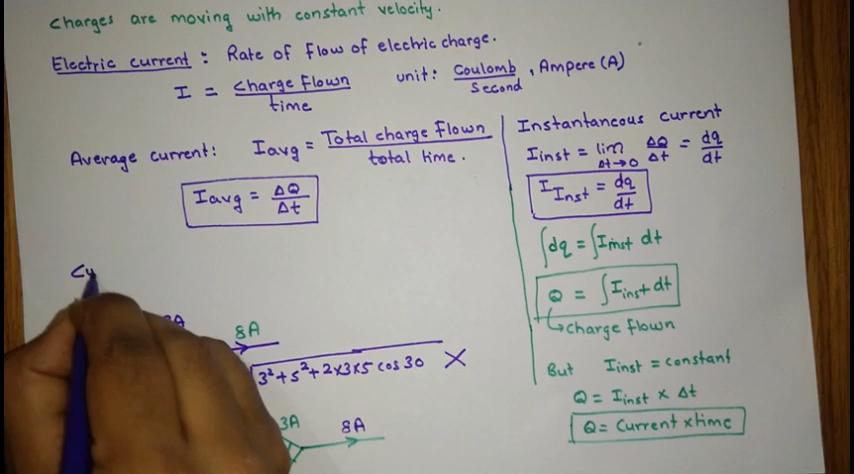 Charges are moving with constant velocity.
Electric current : Rate of flow of electric charge.
I = Charge flown / time unit: Coulomb / Second , Ampere (A)
Average current: Iavg = Total charge flown / total time.
Iavg = ΔQ / Δt
Instantaneous current
Iinst = lim Δt→0 ΔQ / Δt = dq / dt
IInst = dq / dt
∫dq = ∫Iinst dt
Q = ∫Iinst dt
charge flown
But Iinst = constant
Q = Iinst × Δt
Q = Current × time
Cu
8A
3² + 5² + 2×3×5 cos 30 ×
3A 8A